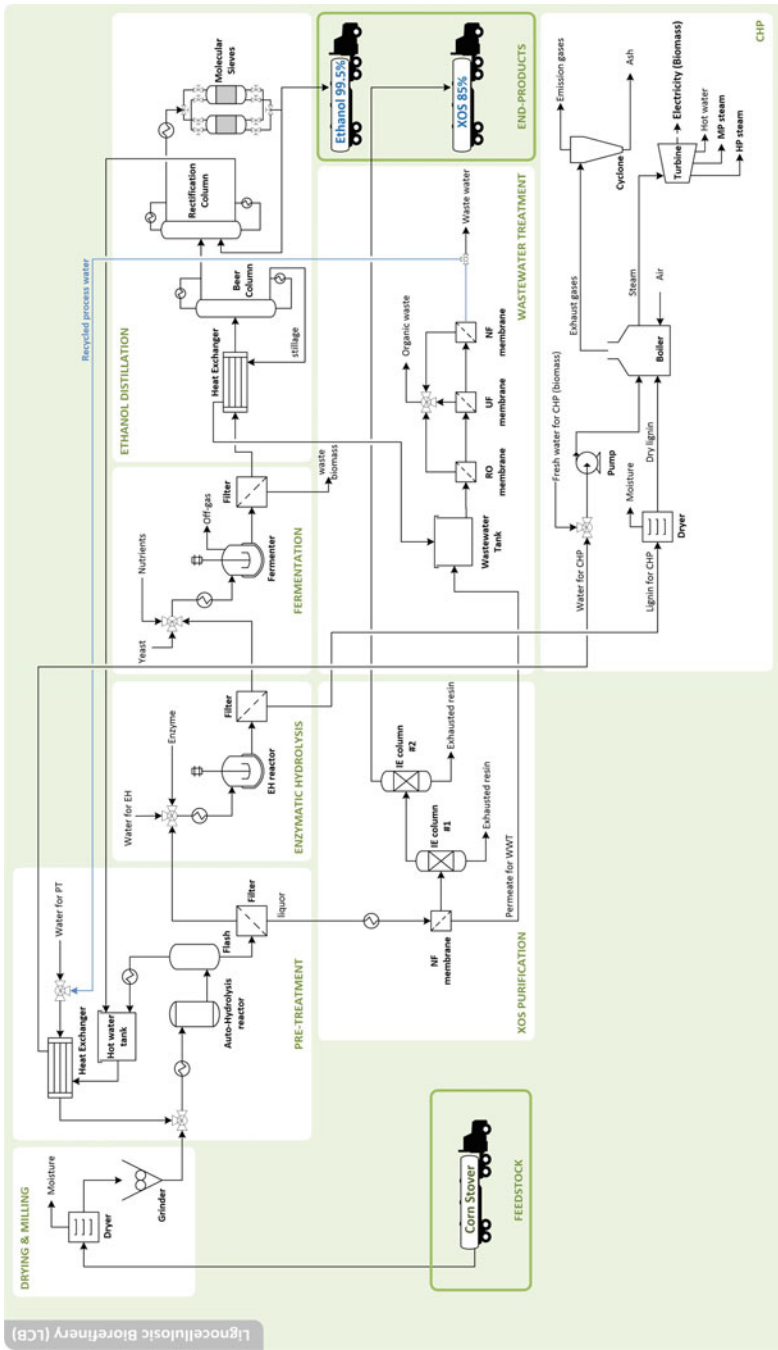 Lignocellulosic Biorefinery (LCB)
DRYING & MILLING
Moisture
Dryer
Grinder
FEEDSTOCK
Corn Stover
PRE-TREATMENT
Water for PT
Heat Exchanger
Hot water
tank
Auto-Hydrolysis
reactor
Flash
Filter
liquor
ENZYMATIC HYDROLYSIS
Water for EH
Enzyme
EH reactor
Filter
FERMENTATION
Yeast
Nutrients
Off-gas
Fermenter
Filter
waste
biomass
ETHANOL DISTILLATION
Recycled process water
Heat Exchanger
stillage
Beer
Column
Rectification
Column
Molecular
Sieves
XOS PURIFICATION
NF
membrane
IE column
#1
IE column
#2
Exhausted resin
Exhausted resin
Permeate for WWT
WASTEWATER TREATMENT
Wastewater
Tank
RO
membrane
UF
membrane
NF
membrane
Organic waste
Waste water
END-PRODUCTS
Ethanol 99.5%
XOS 85%
CHP
Fresh water for CHP (biomass)
Water for CHP
Pump
Lignin for CHP
Moisture
Dryer
Dry lignin
Boiler
Air
Exhaust gases
Steam
Cyclone
Emission gases
Ash
Turbine
Electricity (Biomass)
Hot water
MP steam
HP steam